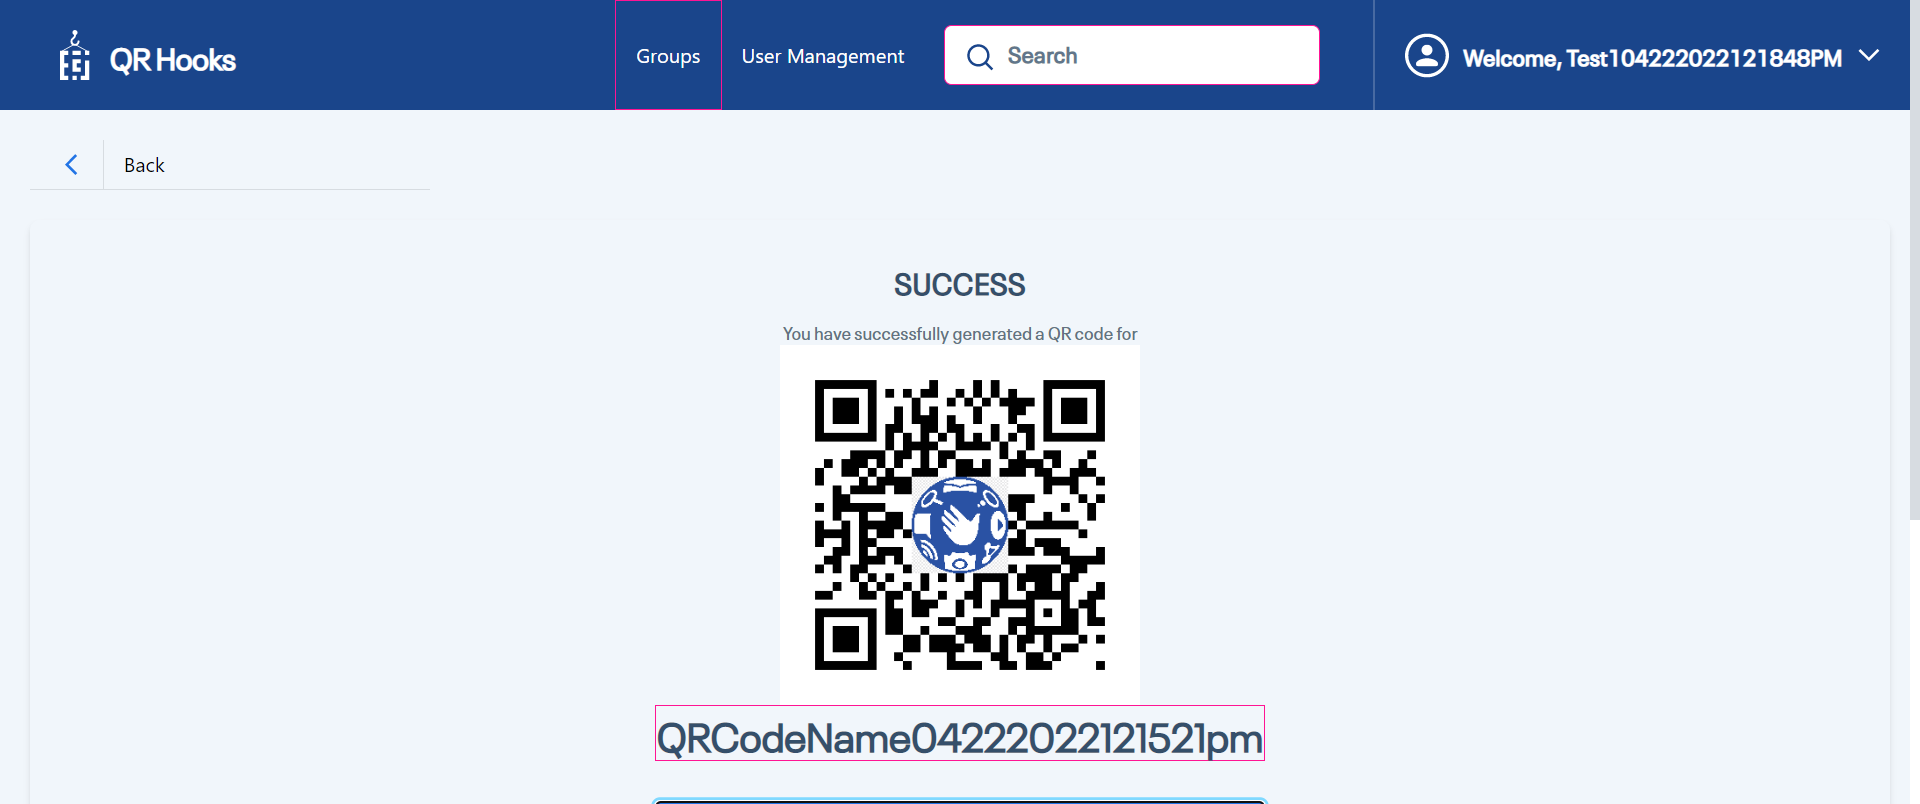 QR Hooks
Groups
User Management
Search
Welcome, Test104222022121848PM
Back
SUCCESS
You have successfully generated a QR code for
QRCodeName04222022121521pm